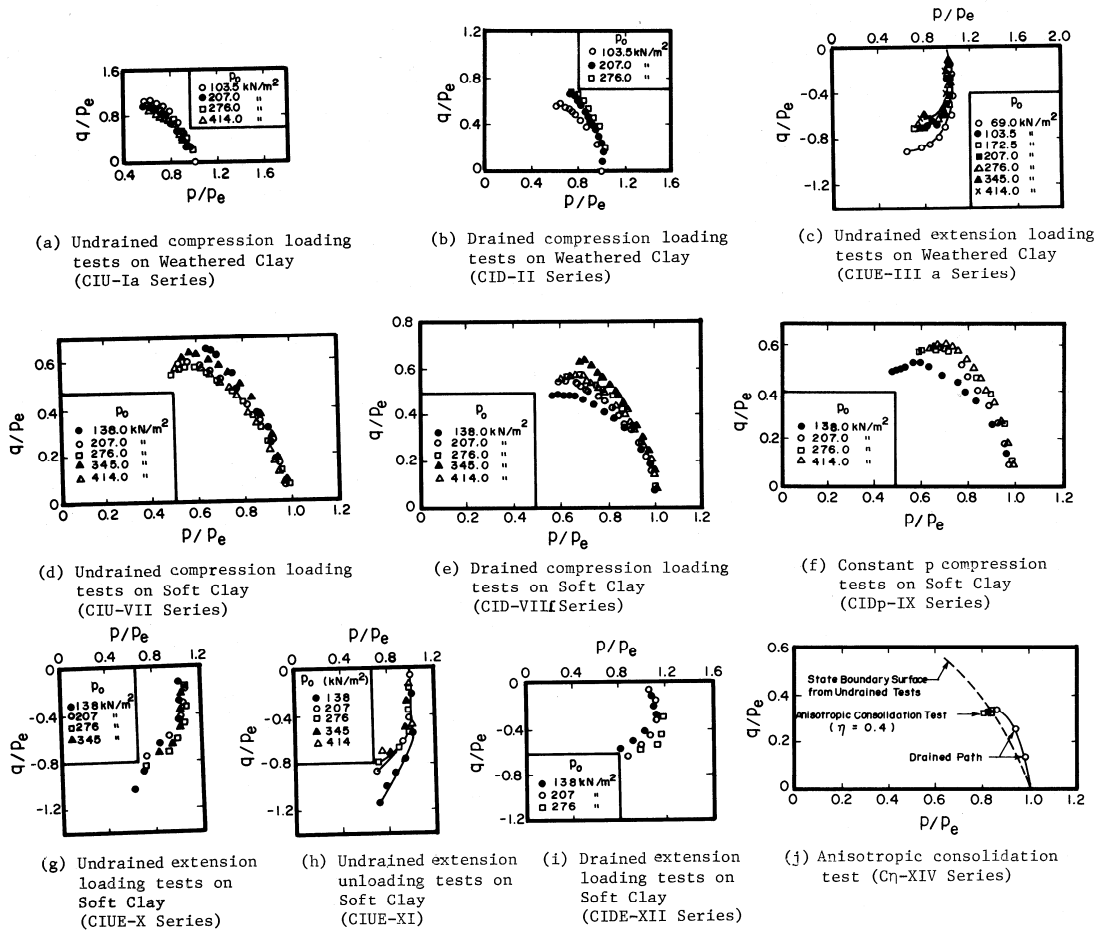 q/pe
1.6
0.8
0
0.4 0.8 1.2 1.6
P/Pe
Po
○ 103.5 kN/m²
● 207.0 "
□ 276.0 "
△ 414.0 "
(a) Undrained compression loading
tests on Weathered Clay
(CIU-Ia Series)
q/pe
1.2
0.8
0.4
0
0 0.4 0.8 1.2 1.6
P/Pe
Po
○ 103.5kN/m²
● 207.0 "
□ 276.0 "
(b) Drained compression loading
tests on Weathered Clay
(CID-II Series)
P/Pe
0 0.4 0.8 1.2 1.6 2.0
q/pe
0
-0.4
-0.8
-1.2
Po
○ 69.0kN/m²
● 103.5 "
□ 172.5 "
■ 207.0 "
△ 276.0 "
▲ 345.0 "
x 414.0 "
(c) Undrained extension loading
tests on Weathered Clay
(CIUE-III a Series)
q/pe
0.6
0.4
0.2
0
0 0.2 0.4 0.6 0.8 1.0 1.2
P/Pe
Po
● 138.0kN/m²
○ 207.0 "
□ 276.0 "
▲ 345.0 "
△ 414.0 "
(d) Undrained compression loading
tests on Soft Clay
(CIU-VII Series)
q/pe
0.8
0.6
0.4
0.2
0
0 0.2 0.4 0.6 0.8 1.0 1.2
P/Pe
Po
● 138.0kN/m²
○ 207.0 "
□ 276.0 "
▲ 345.0 "
△ 414.0 "
(e) Drained compression loading
tests on Soft Clay
(CID-VIII Series)
q/pe
0.6
0.4
0.2
0
0 0.2 0.4 0.6 0.8 1.0 1.2
P/Pe
Po
● 138.0kN/m²
○ 207.0 "
□ 276.0 "
△ 414.0 "
(f) Constant p compression
tests on Soft Clay
(CIDp-IX Series)
P/Pe
0 0.4 0.8 1.2
q/pe
0
-0.4
-0.8
-1.2
Po
● 138kN/m²
○ 207 "
□ 276 "
▲ 345 "
(g) Undrained extension
loading tests on
Soft Clay
(CIUE-X Series)
P/Pe
0 0.4 0.8 1.2
q/pe
0
-0.4
-0.8
-1.2
Po (kN/m²)
● 138
○ 207
□ 276
▲ 345
△ 414
(h) Undrained extension
unloading tests on
Soft Clay
(CIUE-XI)
P/Pe
0 0.4 0.8 1.2 1.6
q/pe
0
-0.4
-0.6
-1.2
Po
● 138kN/m²
○ 207 "
□ 276 "
(i) Drained extension
loading tests on
Soft Clay
(CIDE-XII Series)
q/pe
0.6
0.4
0.2
0
0 0.2 0.4 0.6 0.8 1.0 1.2
P/Pe
State Boundary Surface
from Undrained Tests
Anisotropic Consolidation Test
(η = 0.4)
Drained Path
(j) Anisotropic consolidation
test (Cη-XIV Series)